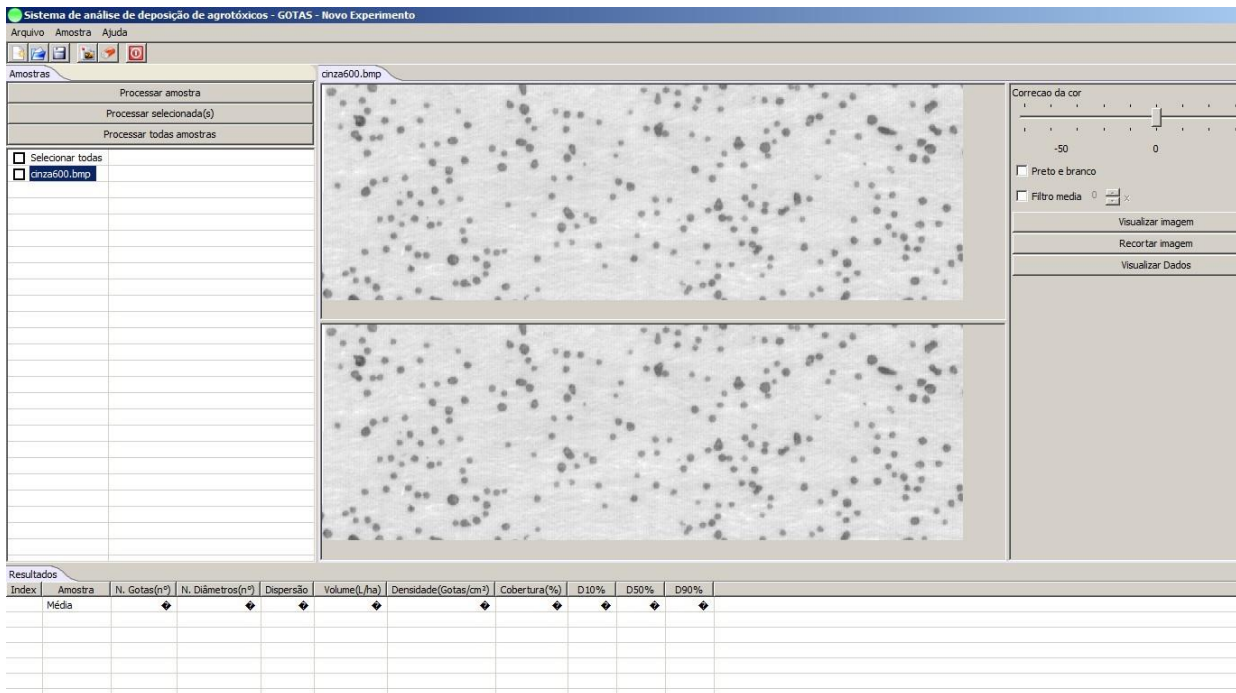 Sistema de análise de deposição de agrotóxicos - GOTAS - Novo Experimento
Arquivo Amostra Ajuda
Amostras
Processar amostra
Processar selecionada(s)
Processar todas amostras
Selecionar todas
cinza600.bmp
cinza600.bmp
Correcao da cor
-50 0
Preto e branco
Filtro media 0 x
Visualizar imagem
Recortar imagem
Visualizar Dados
Resultados
Index Amostra N. Gotas(nº) N. Diâmetros(nº) Dispersão Volume(L/ha) Densidade(Gotas/cm²) Cobertura(%) D10% D50% D90%
Média � � � � � � � � �